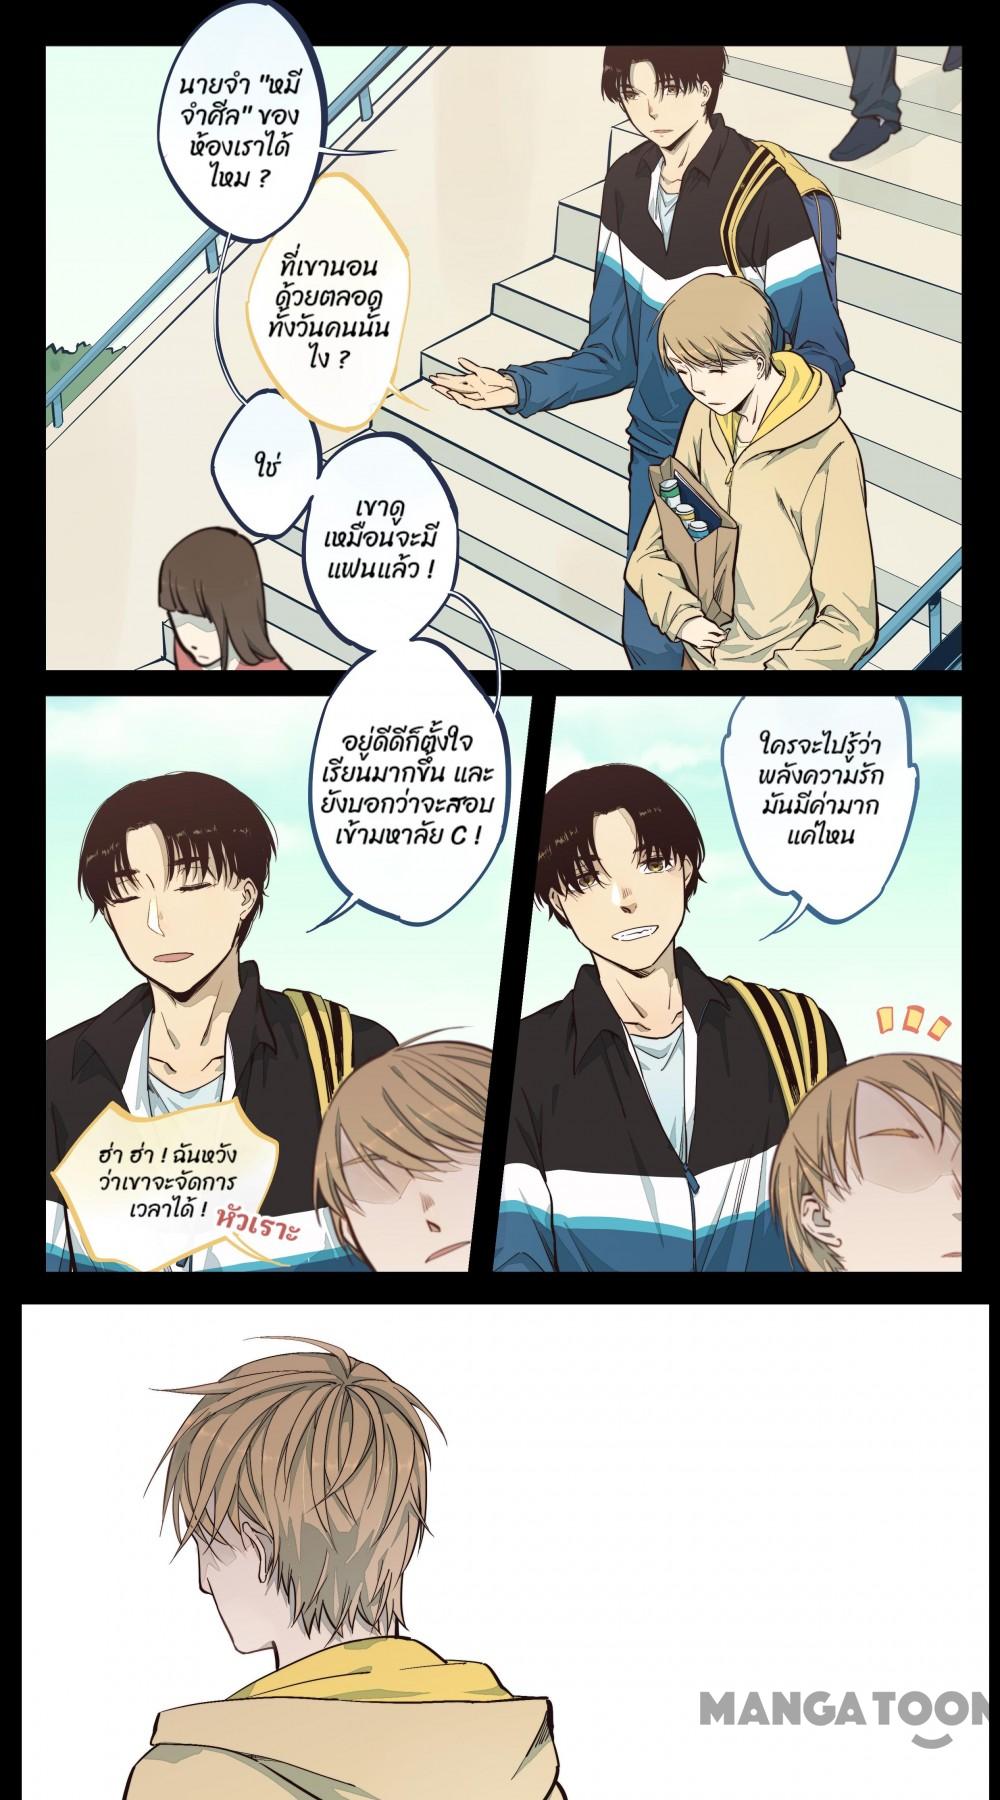 นายจำ "หมี
จำศีล" ของ
ห้องเราได้
ไหม ?
ที่เขานอน
ด้วยตลอด
ทั้งวันคนนั้น
ไง ?
ใช่
เขาดู
เหมือนจะมี
แฟนแล้ว !
อยู่ดีดีก็ตั้งใจ
เรียนมากขึ้น และ
ยังบอกว่าจะสอบ
เข้ามหาลัย C !
ฮ่า ฮ่า ! ฉันหวัง
ว่าเขาจะจัดการ
เวลาได้ !
หัวเราะ
ใครจะไปรู้ว่า
พลังความรัก
มันมีค่ามาก
แค่ไหน
MANGATOON